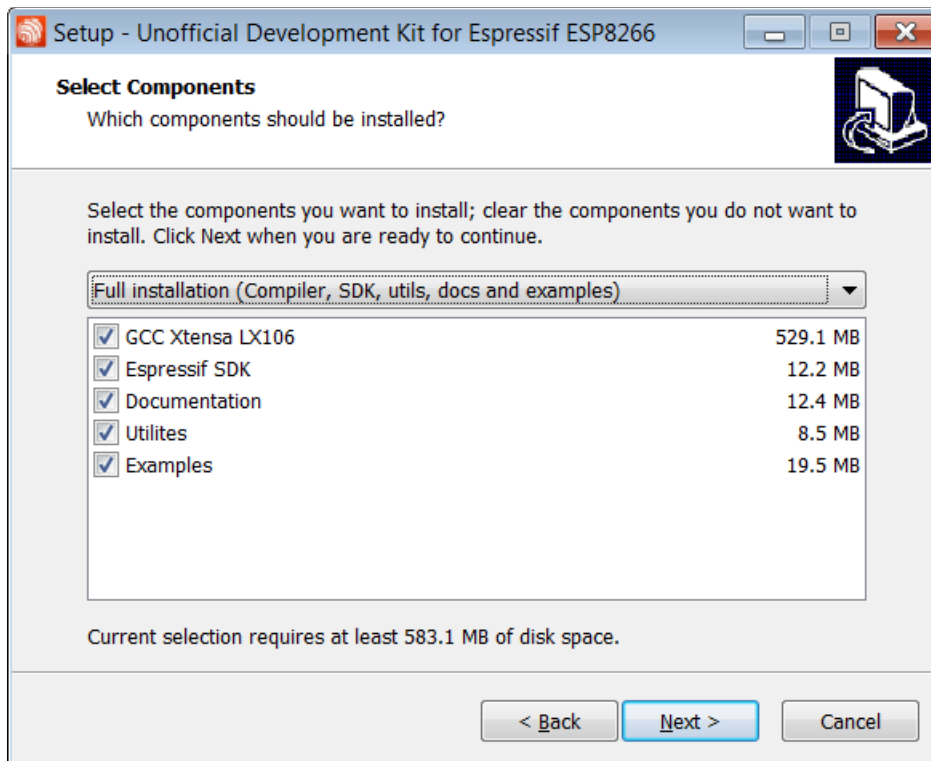 Setup - Unofficial Development Kit for Espressif ESP8266
Select Components
Which components should be installed?
Select the components you want to install; clear the components you do not want to
install. Click Next when you are ready to continue.
Full installation (Compiler, SDK, utils, docs and examples)
GCC Xtensa LX106 529.1 MB
Espressif SDK 12.2 MB
Documentation 12.4 MB
Utilites 8.5 MB
Examples 19.5 MB
Current selection requires at least 583.1 MB of disk space.
< Back Next > Cancel